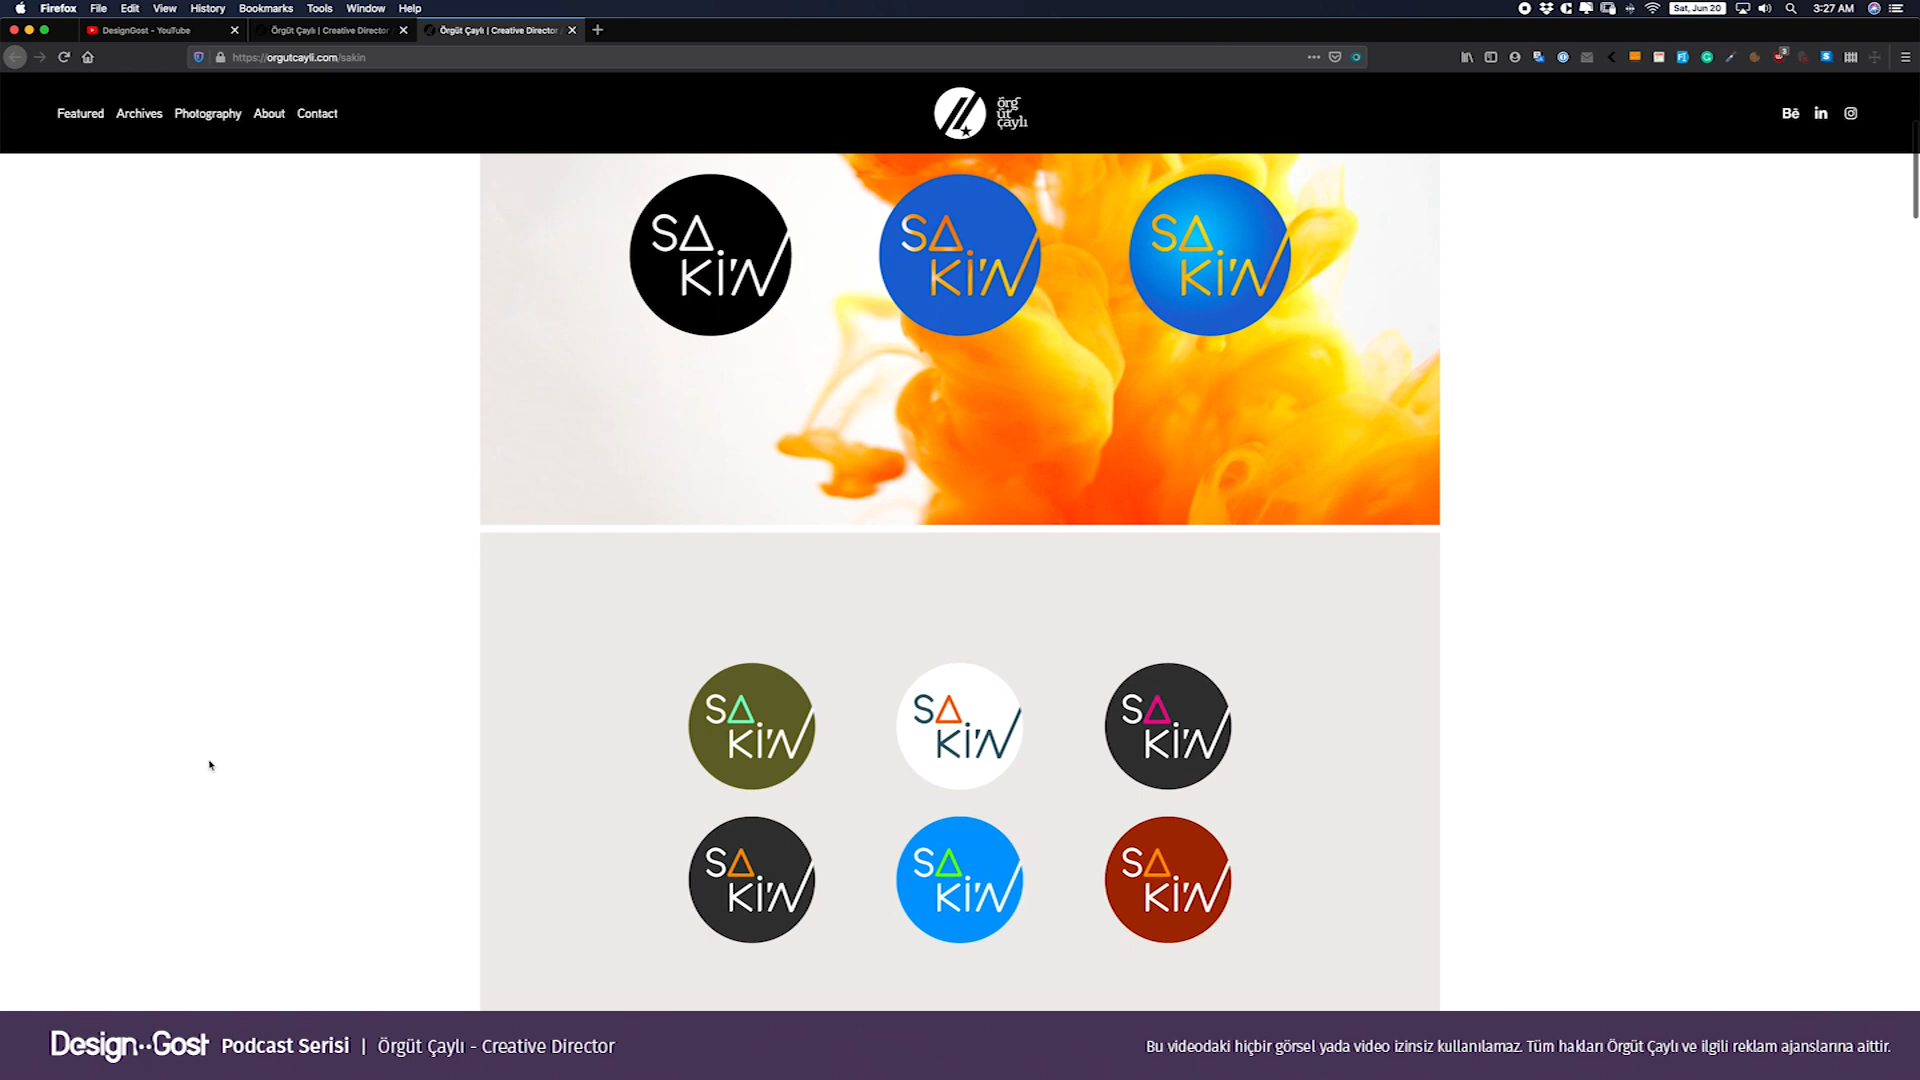 Firefox File Edit View History Bookmarks Tools Window Help
Sat, Jun 20
3:27 AM
DesignGost - YouTube
Örgüt Çaylı | Creative Director
Örgüt Çaylı | Creative Director
https://orgutcayli.com/sakin
3
Featured Archives Photography About Contact
örg
üt
çaylı
Bē in
SA
KİN
SA
KİN
SA
KİN
SA
KİN
SA
KİN
SA
KİN
SA
KİN
SA
KİN
SA
KİN
Design··Gost Podcast Serisi | Örgüt Çaylı - Creative Director
Bu videodaki hiçbir görsel yada video izinsiz kullanılamaz. Tüm hakları Örgüt Çaylı ve ilgili reklam ajanslarına aittir.